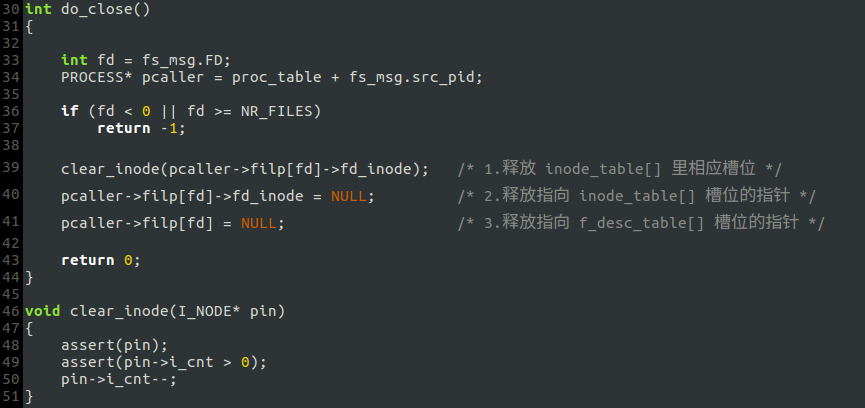 30 int do_close()
31 {
32
33     int fd = fs_msg.FD;
34     PROCESS* pcaller = proc_table + fs_msg.src_pid;
35
36     if (fd < 0 || fd >= NR_FILES)
37         return -1;
38
39     clear_inode(pcaller->filp[fd]->fd_inode);   /* 1.释放 inode_table[] 里相应槽位 */
40     pcaller->filp[fd]->fd_inode = NULL;         /* 2.释放指向 inode_table[] 槽位的指针 */
41     pcaller->filp[fd] = NULL;                   /* 3.释放指向 f_desc_table[] 槽位的指针 */
42
43     return 0;
44 }
45
46 void clear_inode(I_NODE* pin)
47 {
48     assert(pin);
49     assert(pin->i_cnt > 0);
50     pin->i_cnt--;
51 }